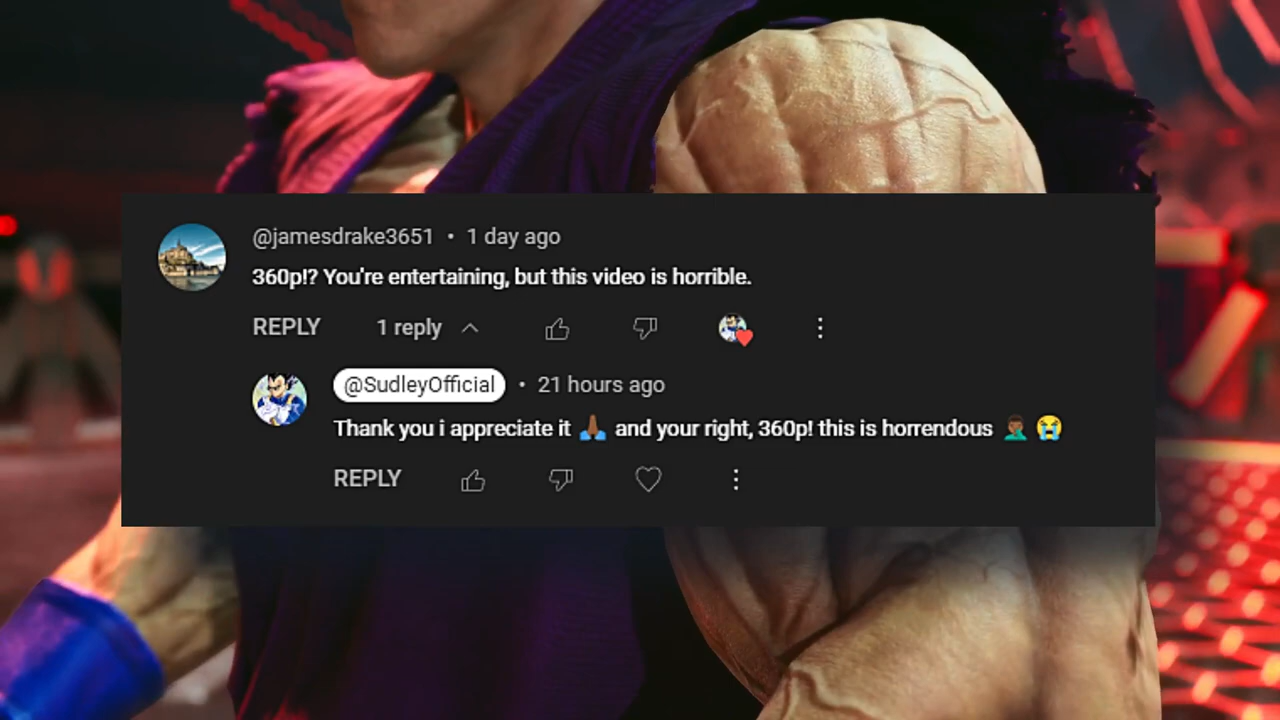 @jamesdrake3651 • 1 day ago
360p!? You're entertaining, but this video is horrible.
REPLY 1 reply
@SudleyOfficial • 21 hours ago
Thank you i appreciate it 🙏🏾 and your right, 360p! this is horrendous 🤦🏾‍♂️ 😭
REPLY